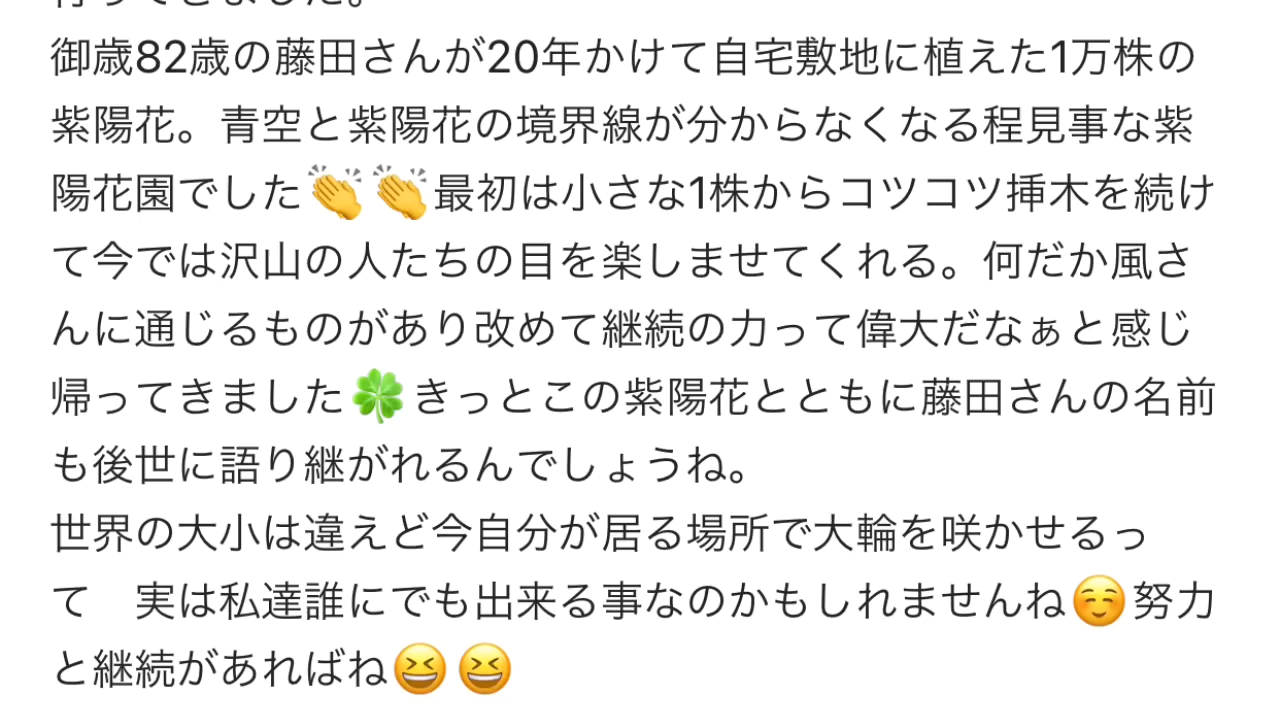 行ってきました。
御歳82歳の藤田さんが20年かけて自宅敷地に植えた1万株の
紫陽花。青空と紫陽花の境界線が分からなくなる程見事な紫
陽花園でした👏👏最初は小さな1株からコツコツ挿木を続け
て今では沢山の人たちの目を楽しませてくれる。何だか風さ
んに通じるものがあり改めて継続の力って偉大だなぁと感じ
帰ってきました🍀きっとこの紫陽花とともに藤田さんの名前
も後世に語り継がれるんでしょうね。
世界の大小は違えど今自分が居る場所で大輪を咲かせるっ
て　実は私達誰にでも出来る事なのかもしれませんね☺️努力
と継続があればね😆😆